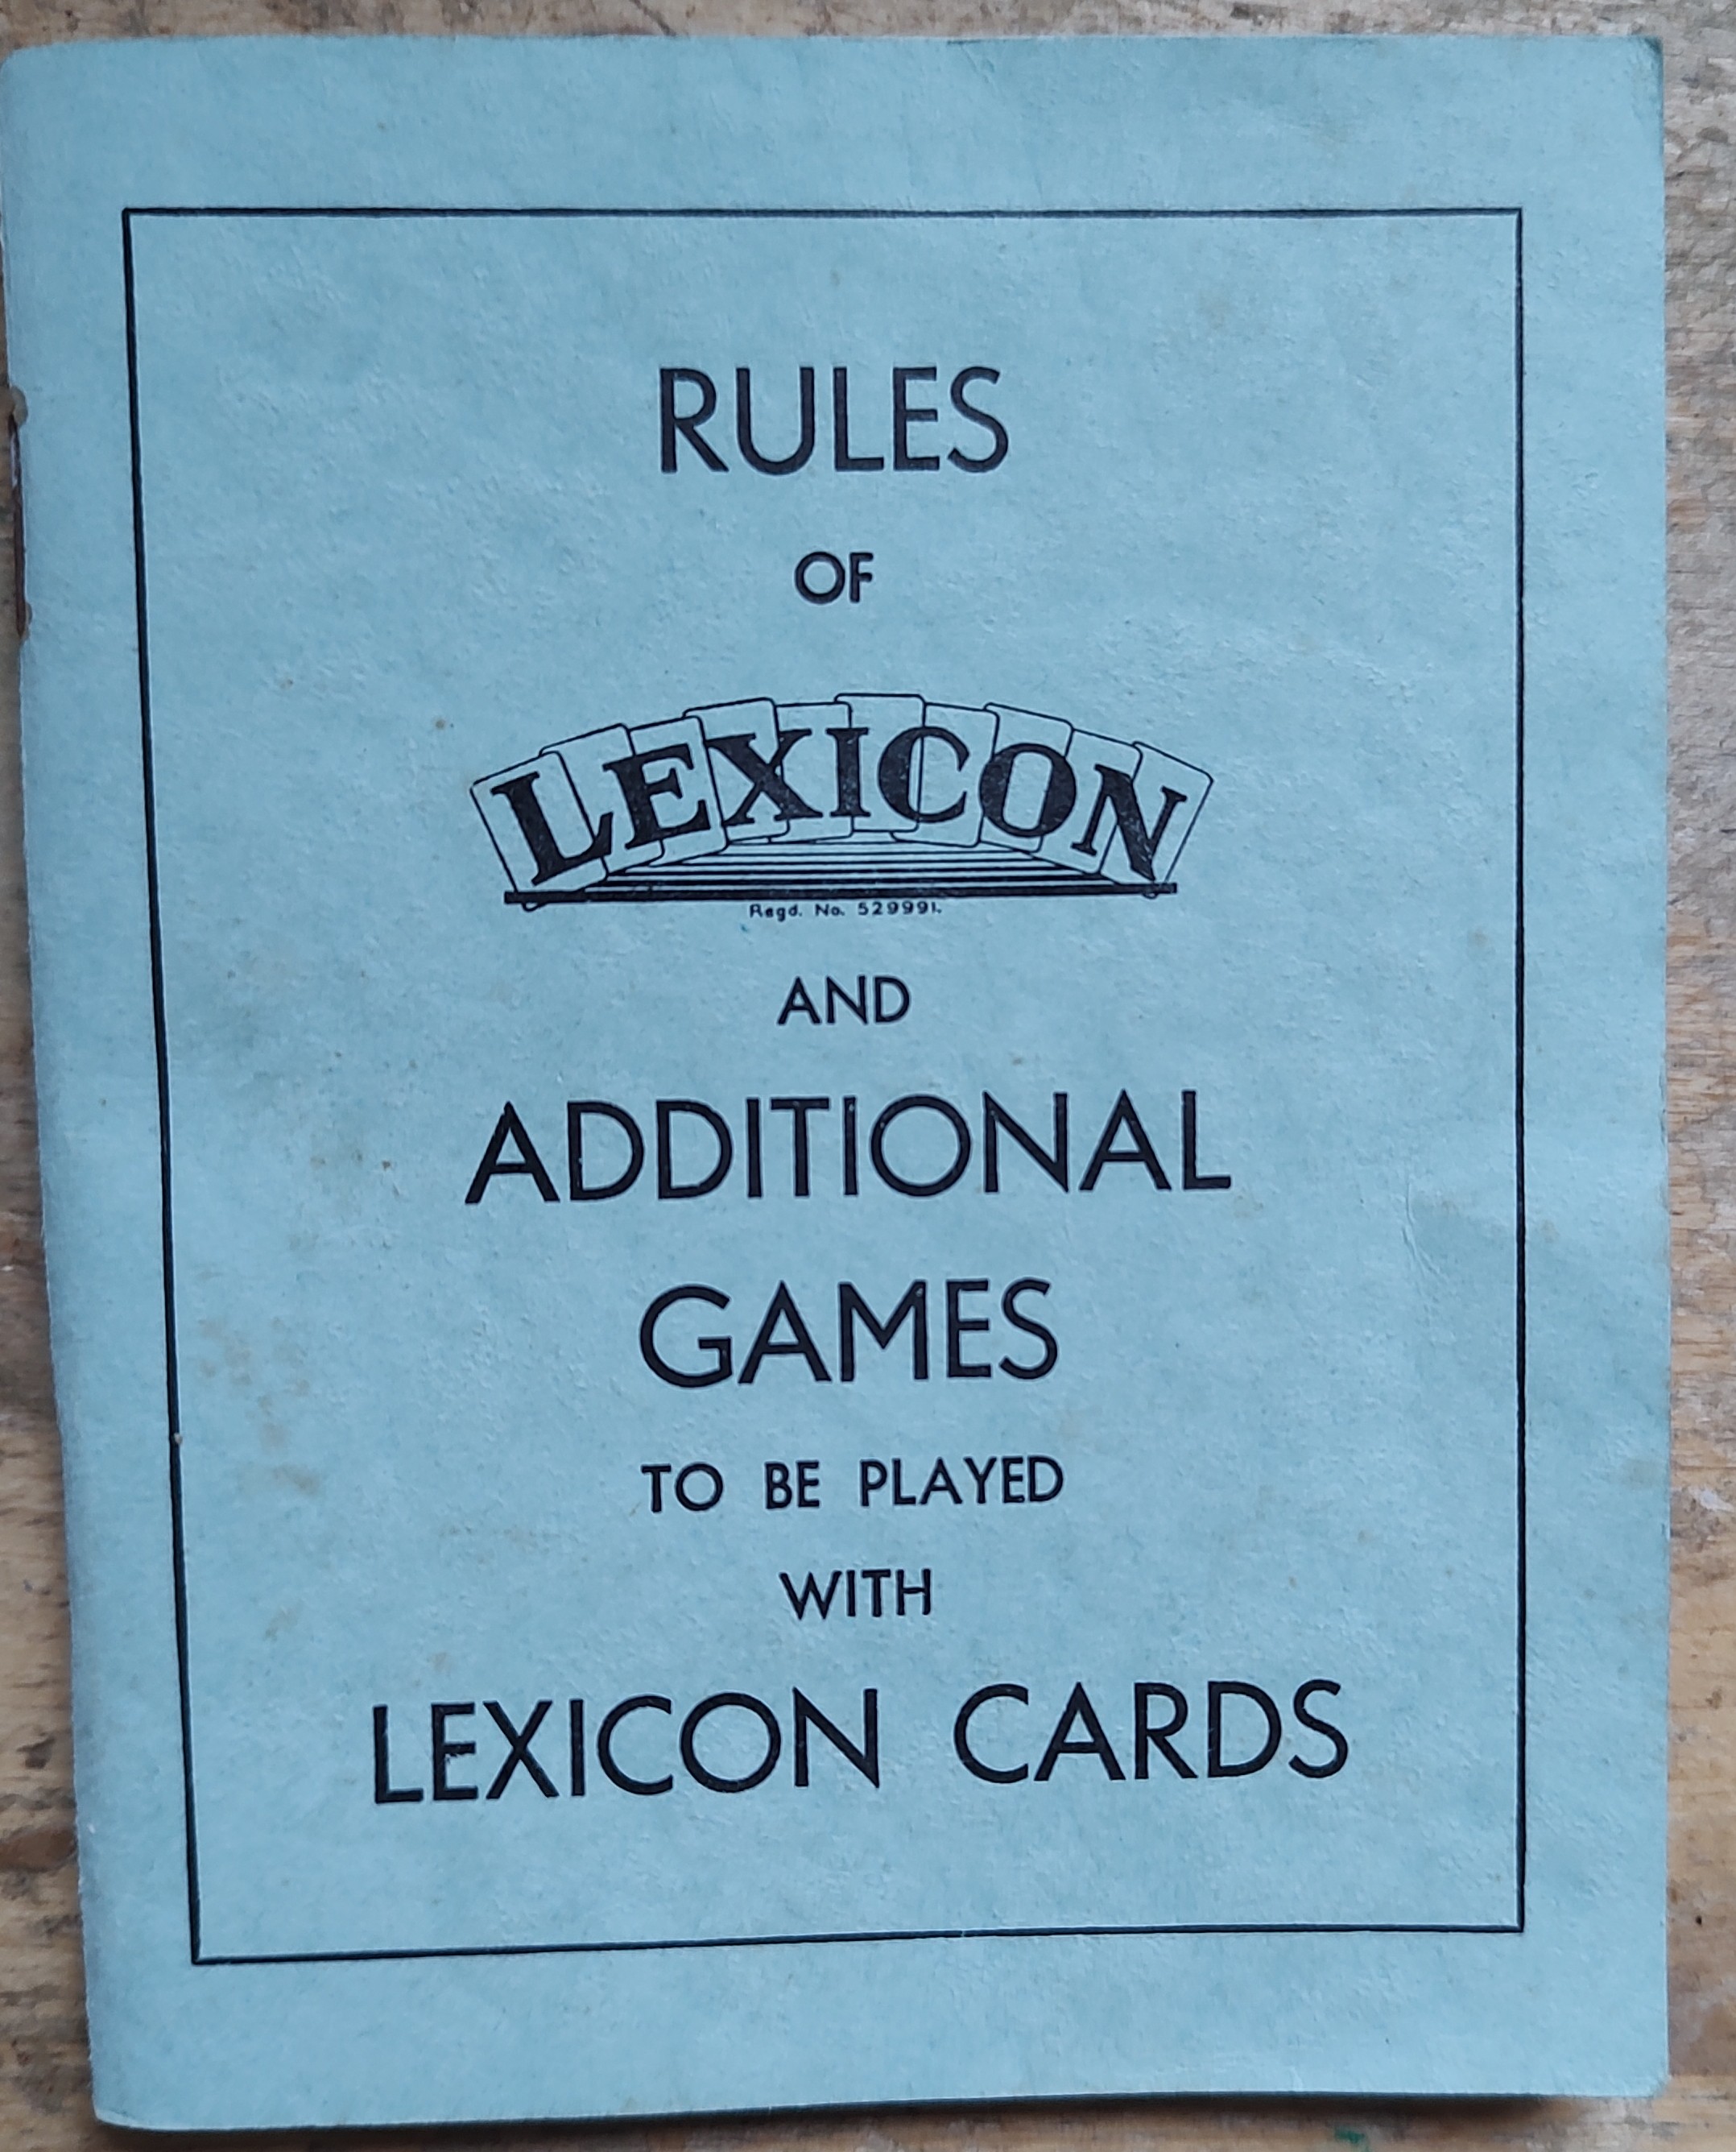 RULES
OF
LEXICON
Regd. No. 529991.
AND
ADDITIONAL
GAMES
TO BE PLAYED
WITH
LEXICON CARDS